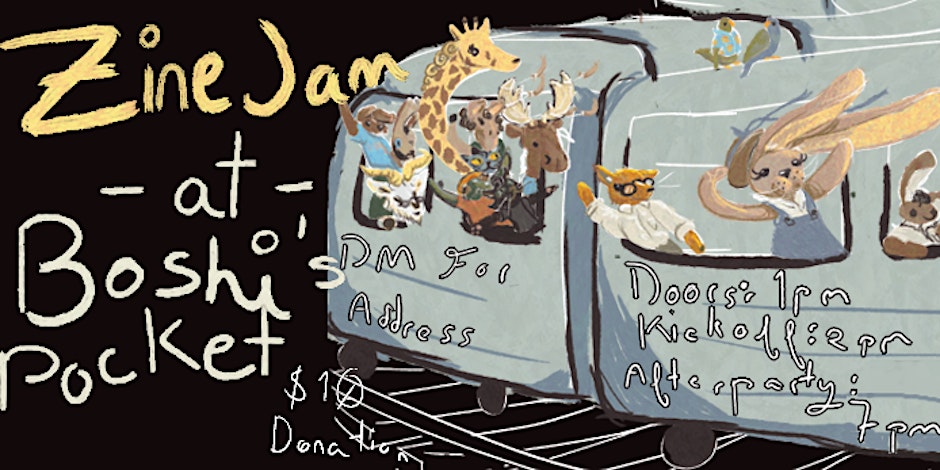 Zine Jam
- at -
Boshi's
Pocket
$10
Donation
DM For
Address
Doors: 1pm
Kickoff: 2pm
Afterparty:
7pm